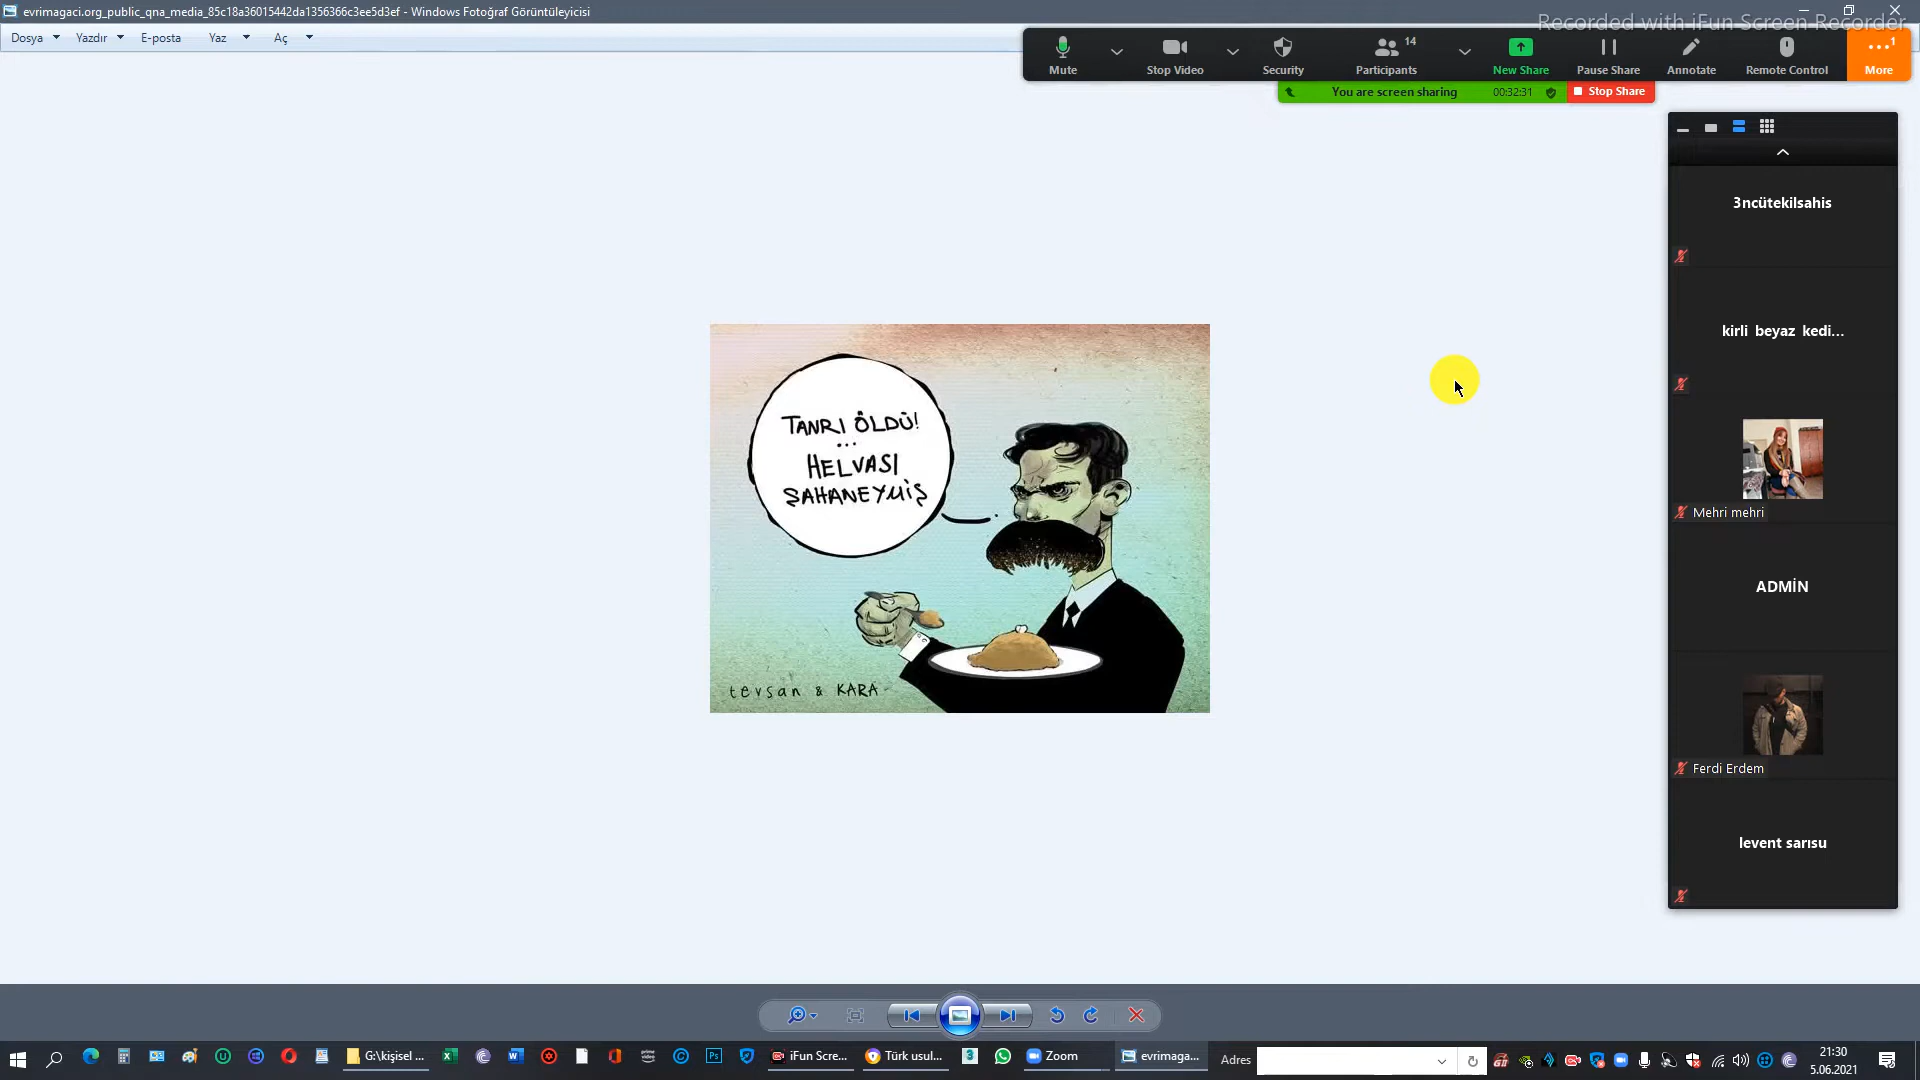 evrimagaci.org_public_qna_media_85c18a36015442da1356366c3ee5d3ef - Windows Fotoğraf Görüntüleyicisi
Recorded with iFun Screen Recorder
Dosya Yazdır E-posta Yaz Aç
Mute Stop Video Security Participants 14 New Share Pause Share Annotate Remote Control More 1
You are screen sharing 00:32:31 Stop Share
3ncütekilsahis
kirli beyaz kedi...
Mehri mehri
ADMİN
Ferdi Erdem
levent sarısu
TANRI ÖLDÜ!
...
HELVASI
ŞAHANEYMİŞ
tevsan & KARA
G:\kişisel ... iFun Scre... Türk usul... Zoom evrimaga... Adres
21:30
5.06.2021